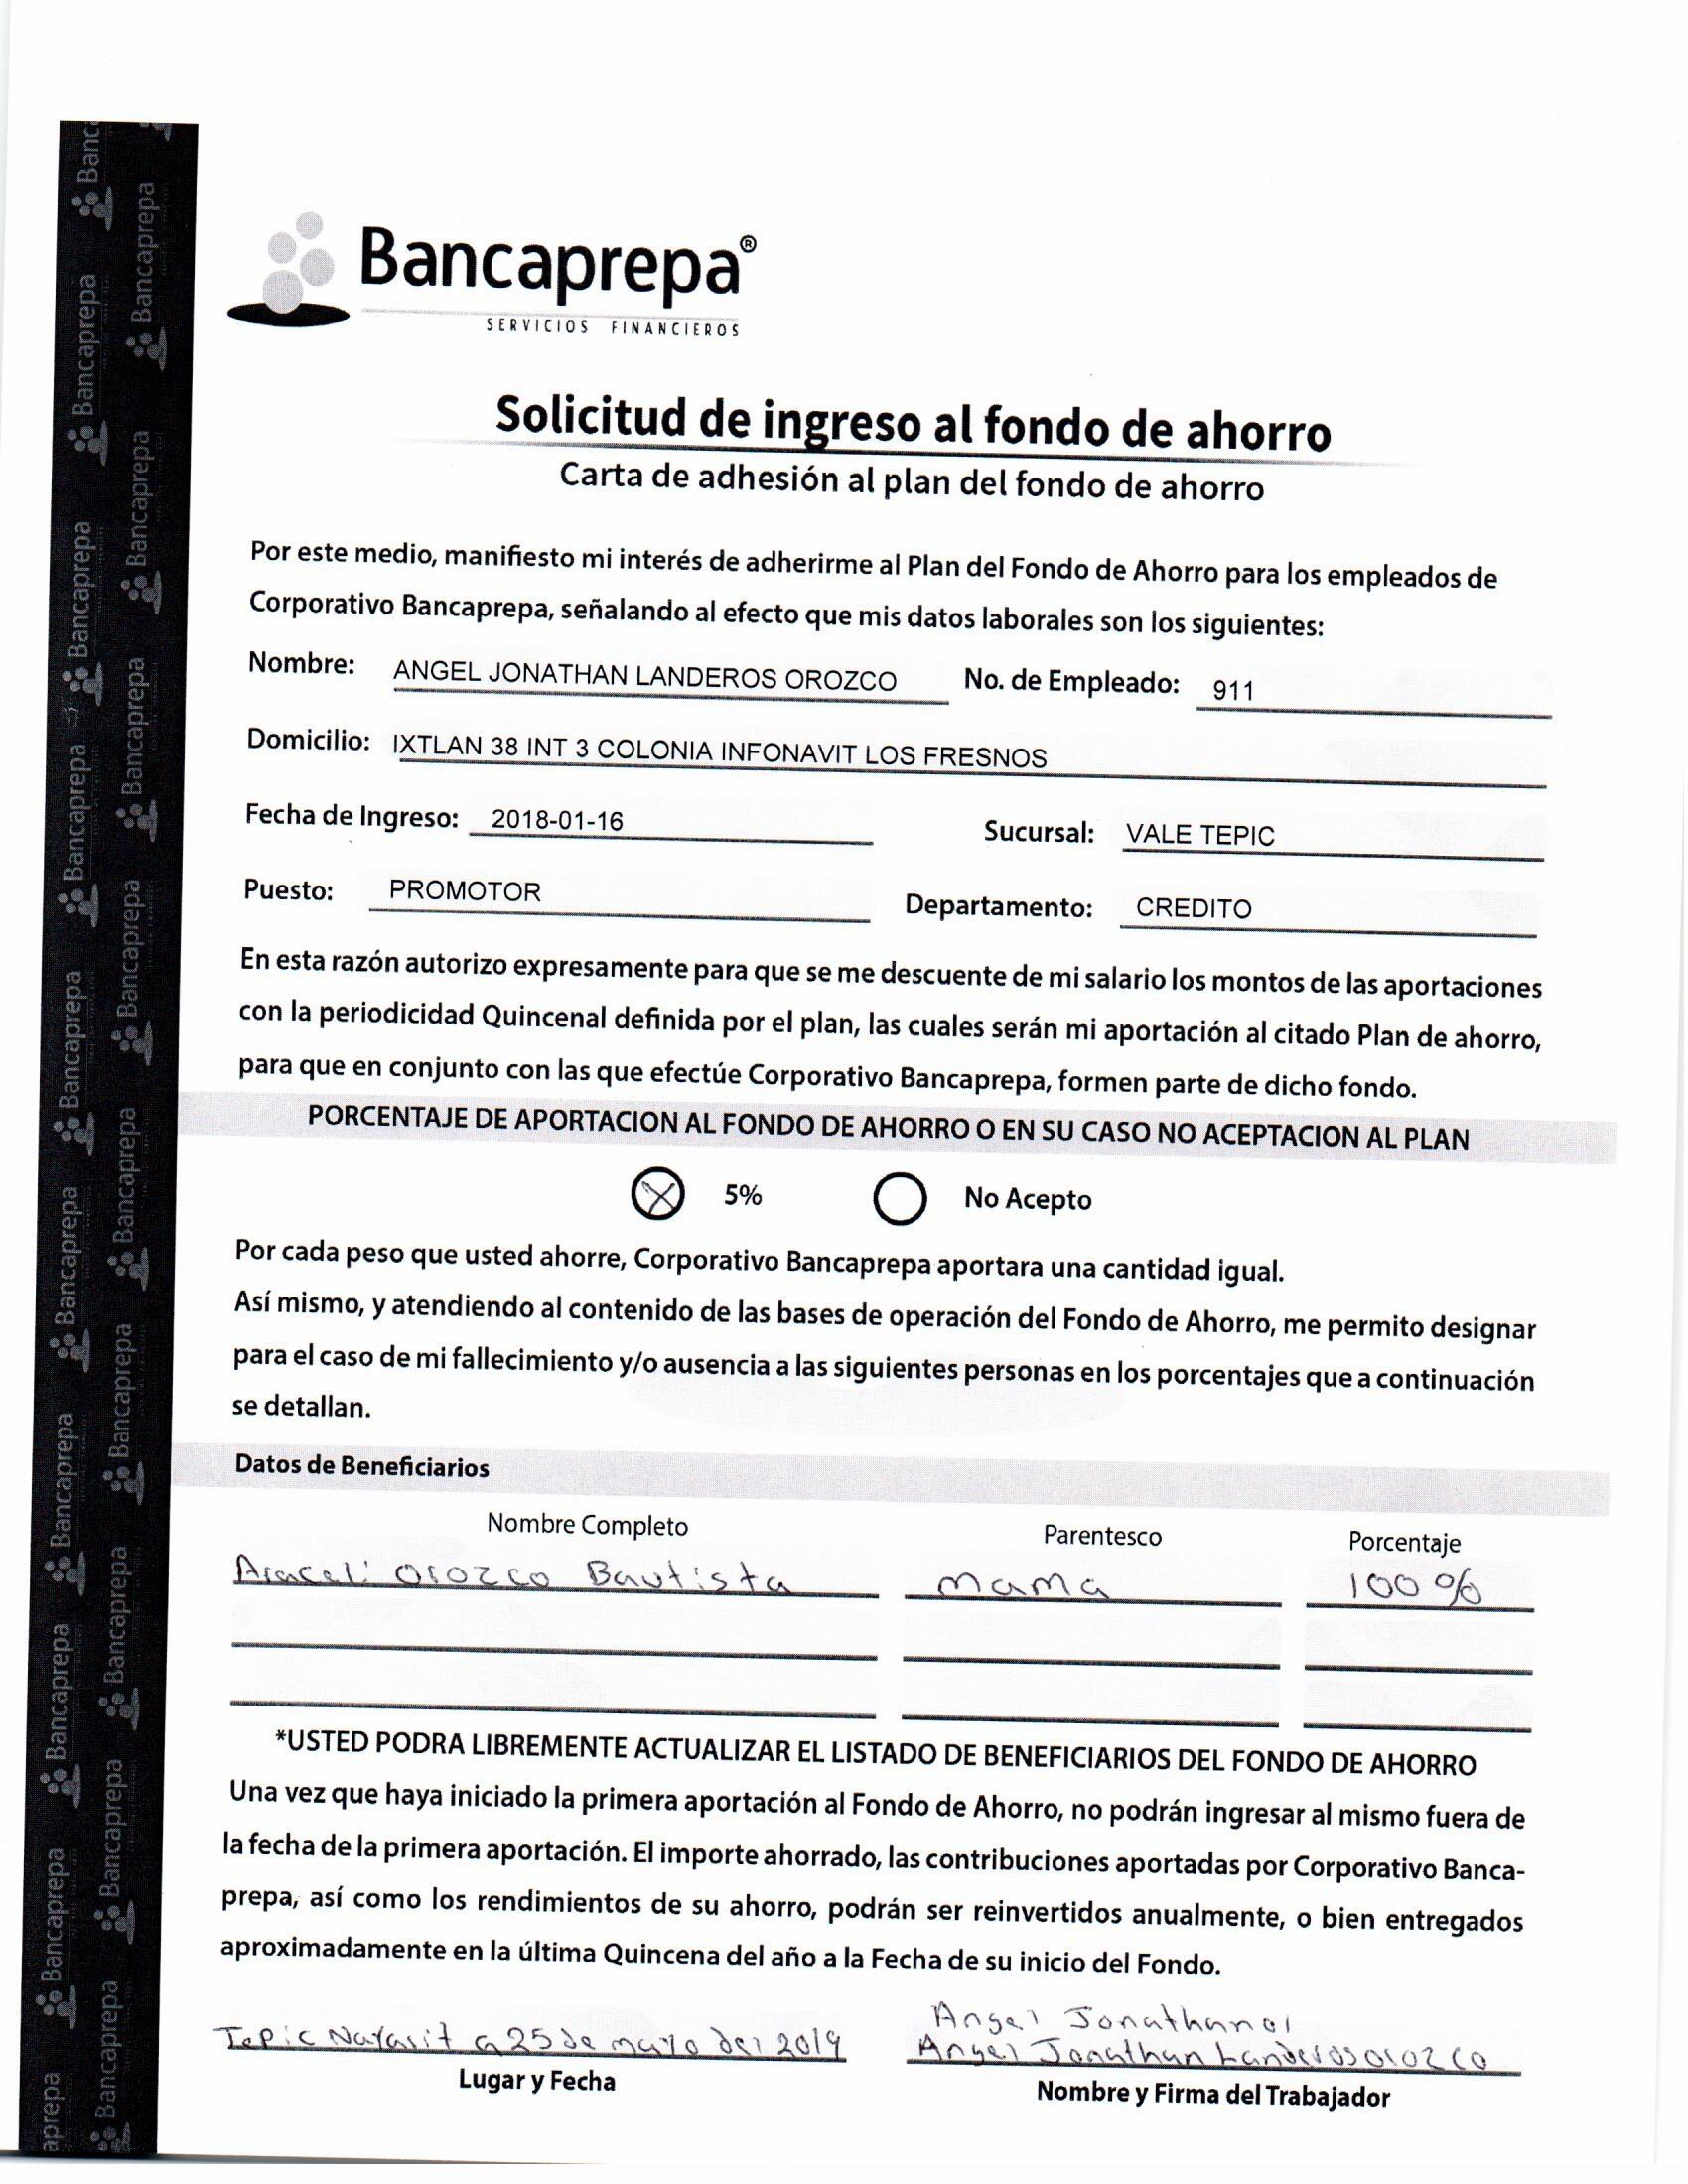 Bancaprepa®
SERVICIOS FINANCIEROS
Solicitud de ingreso al fondo de ahorro
Carta de adhesión al plan del fondo de ahorro
Por este medio, manifiesto mi interés de adherirme al Plan del Fondo de Ahorro para los empleados de
Corporativo Bancaprepa, señalando al efecto que mis datos laborales son los siguientes:
Nombre: ANGEL JONATHAN LANDEROS OROZCO No. de Empleado: 911
Domicilio: IXTLAN 38 INT 3 COLONIA INFONAVIT LOS FRESNOS
Fecha de Ingreso: 2018-01-16 Sucursal: VALE TEPIC
Puesto: PROMOTOR Departamento: CREDITO
En esta razón autorizo expresamente para que se me descuente de mi salario los montos de las aportaciones
con la periodicidad Quincenal definida por el plan, las cuales serán mi aportación al citado Plan de ahorro,
para que en conjunto con las que efectúe Corporativo Bancaprepa, formen parte de dicho fondo.
PORCENTAJE DE APORTACION AL FONDO DE AHORRO O EN SU CASO NO ACEPTACION AL PLAN
5% No Acepto
Por cada peso que usted ahorre, Corporativo Bancaprepa aportara una cantidad igual.
Así mismo, y atendiendo al contenido de las bases de operación del Fondo de Ahorro, me permito designar
para el caso de mi fallecimiento y/o ausencia a las siguientes personas en los porcentajes que a continuación
se detallan.
Datos de Beneficiarios
Nombre Completo Parentesco Porcentaje
Araceli Orozco Bautista mama 100%
*USTED PODRA LIBREMENTE ACTUALIZAR EL LISTADO DE BENEFICIARIOS DEL FONDO DE AHORRO
Una vez que haya iniciado la primera aportación al Fondo de Ahorro, no podrán ingresar al mismo fuera de
la fecha de la primera aportación. El importe ahorrado, las contribuciones aportadas por Corporativo Banca-
prepa, así como los rendimientos de su ahorro, podrán ser reinvertidos anualmente, o bien entregados
aproximadamente en la última Quincena del año a la Fecha de su inicio del Fondo.
Angel Jonathan
Tepic Nayarit a 25 de mayo del 2019 Angel Jonathan Landeros Orozco
Lugar y Fecha Nombre y Firma del Trabajador